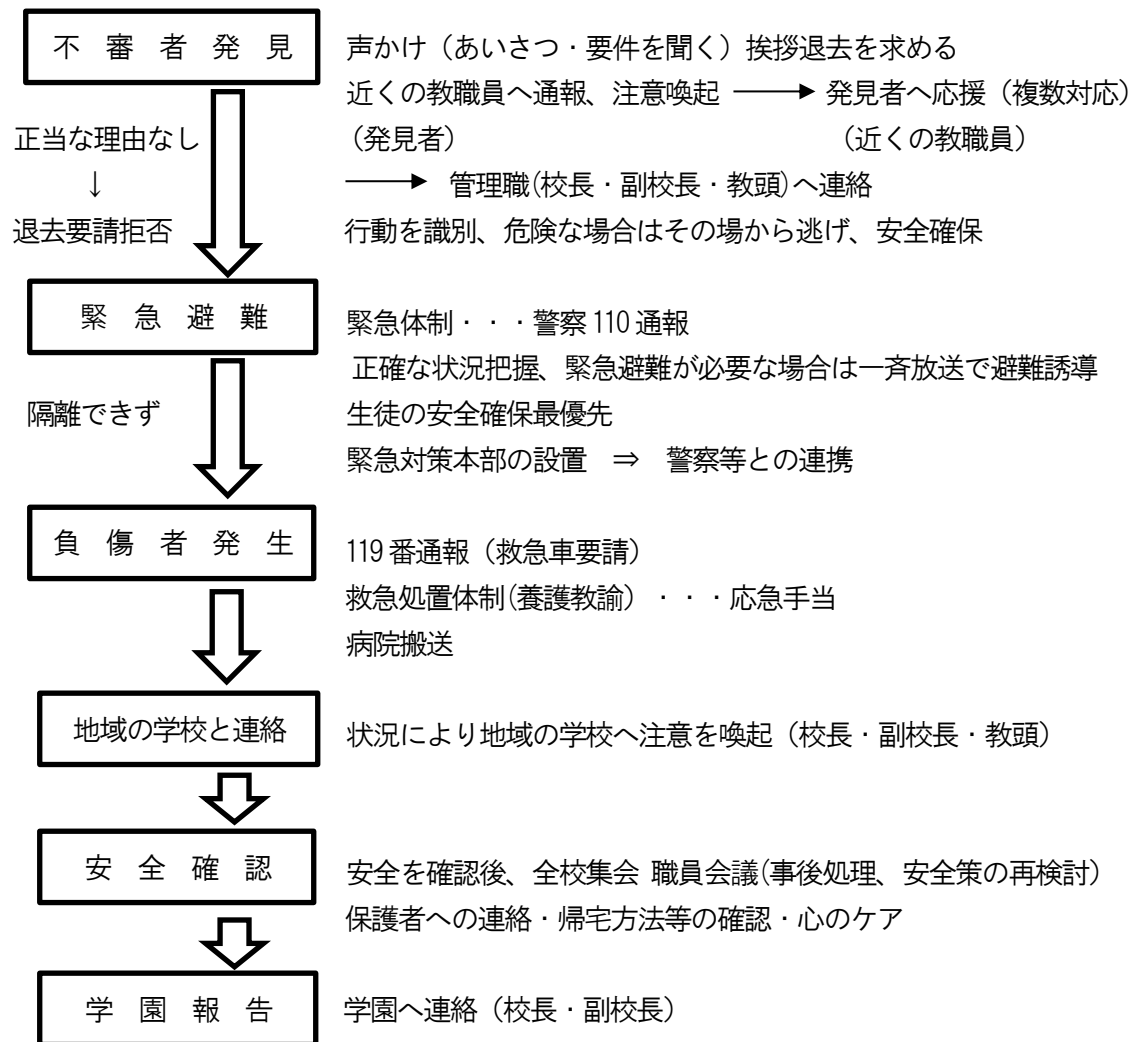 不審者発見
声かけ（あいさつ・要件を聞く）挨拶退去を求める
近くの教職員へ通報、注意喚起 ──→ 発見者へ応援（複数対応）
正当な理由なし
（発見者）　（近くの教職員）
↓
──→ 管理職(校長・副校長・教頭)へ連絡
退去要請拒否
行動を識別、危険な場合はその場から逃げ、安全確保
緊急避難
緊急体制・・・警察110通報
正確な状況把握、緊急避難が必要な場合は一斉放送で避難誘導
隔離できず
生徒の安全確保最優先
緊急対策本部の設置　⇒　警察等との連携
負傷者発生
119番通報（救急車要請）
救急処置体制(養護教諭）・・・応急手当
病院搬送
地域の学校と連絡
状況により地域の学校へ注意を喚起（校長・副校長・教頭）
安全確認
安全を確認後、全校集会 職員会議(事後処理、安全策の再検討)
保護者への連絡・帰宅方法等の確認・心のケア
学園報告
学園へ連絡（校長・副校長）